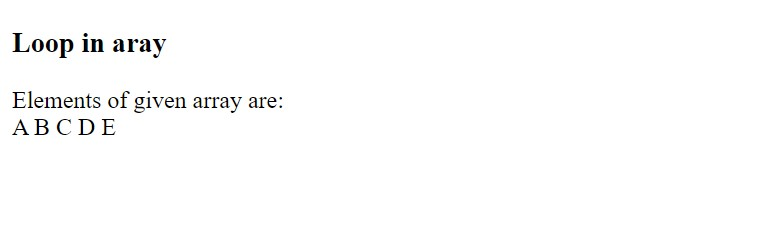 Loop in aray
Elements of given array are:
A B C D E